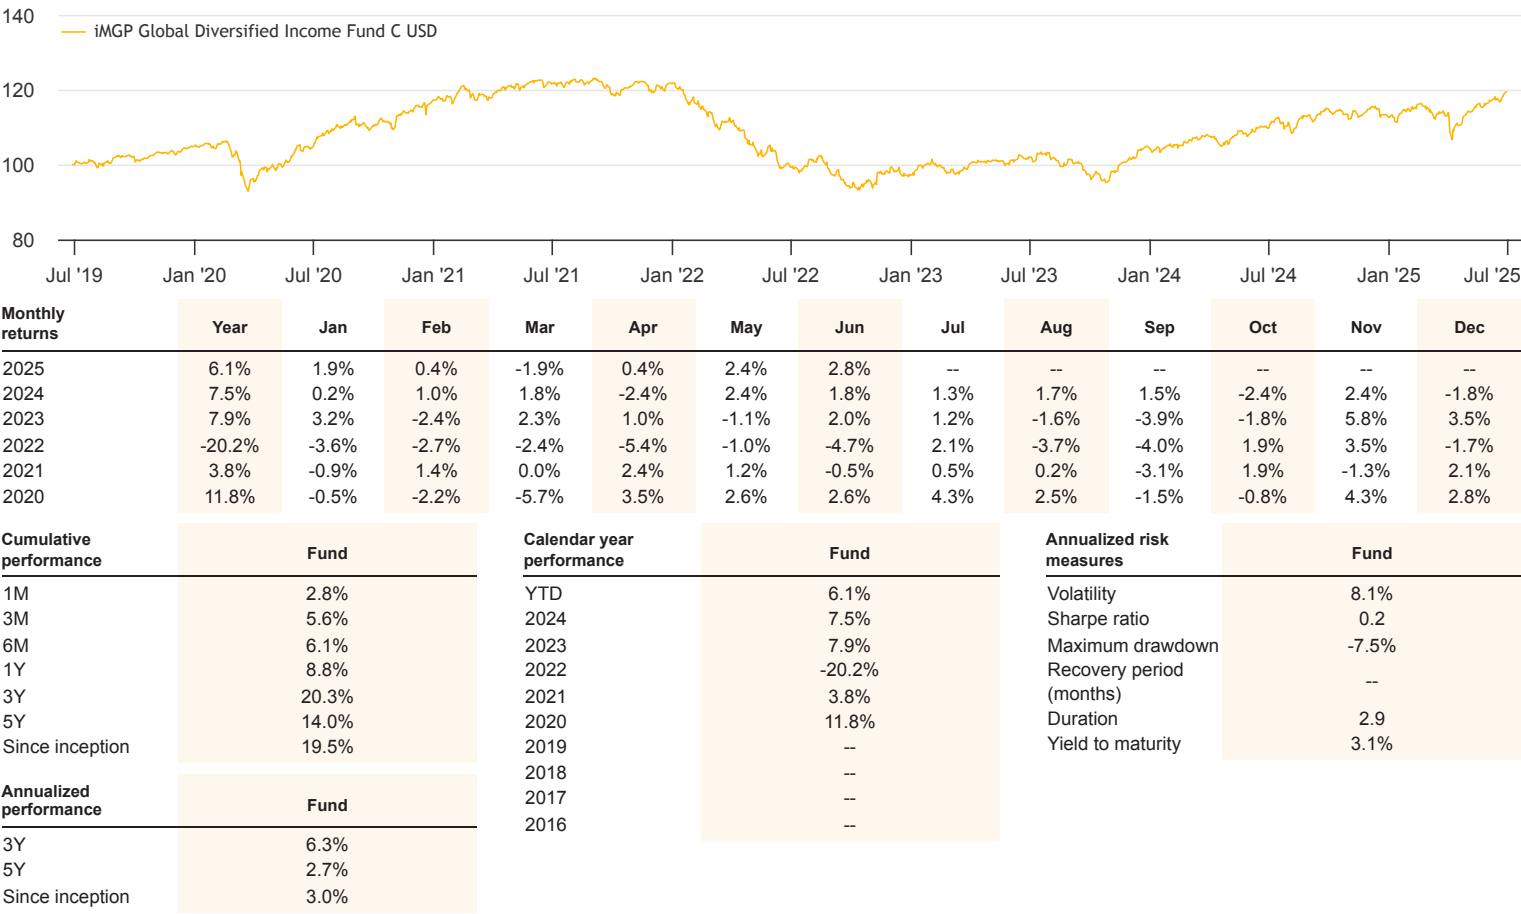 140
iMGP Global Diversified Income Fund C USD
120
100
80
Jul '19 Jan '20 Jul '20 Jan '21 Jul '21 Jan '22 Jul '22 Jan '23 Jul '23 Jan '24 Jul '24 Jan '25 Jul '25
Monthly
returns Year Jan Feb Mar Apr May Jun Jul Aug Sep Oct Nov Dec
2025 6.1% 1.9% 0.4% -1.9% 0.4% 2.4% 2.8% -- -- -- -- -- --
2024 7.5% 0.2% 1.0% 1.8% -2.4% 2.4% 1.8% 1.3% 1.7% 1.5% -2.4% 2.4% -1.8%
2023 7.9% 3.2% -2.4% 2.3% 1.0% -1.1% 2.0% 1.2% -1.6% -3.9% -1.8% 5.8% 3.5%
2022 -20.2% -3.6% -2.7% -2.4% -5.4% -1.0% -4.7% 2.1% -3.7% -4.0% 1.9% 3.5% -1.7%
2021 3.8% -0.9% 1.4% 0.0% 2.4% 1.2% -0.5% 0.5% 0.2% -3.1% 1.9% -1.3% 2.1%
2020 11.8% -0.5% -2.2% -5.7% 3.5% 2.6% 2.6% 4.3% 2.5% -1.5% -0.8% 4.3% 2.8%
Cumulative
performance Fund
1M 2.8%
3M 5.6%
6M 6.1%
1Y 8.8%
3Y 20.3%
5Y 14.0%
Since inception 19.5%
Annualized
performance Fund
3Y 6.3%
5Y 2.7%
Since inception 3.0%
Calendar year
performance Fund
YTD 6.1%
2024 7.5%
2023 7.9%
2022 -20.2%
2021 3.8%
2020 11.8%
2019 --
2018 --
2017 --
2016 --
Annualized risk
measures Fund
Volatility 8.1%
Sharpe ratio 0.2
Maximum drawdown -7.5%
Recovery period
(months) --
Duration 2.9
Yield to maturity 3.1%